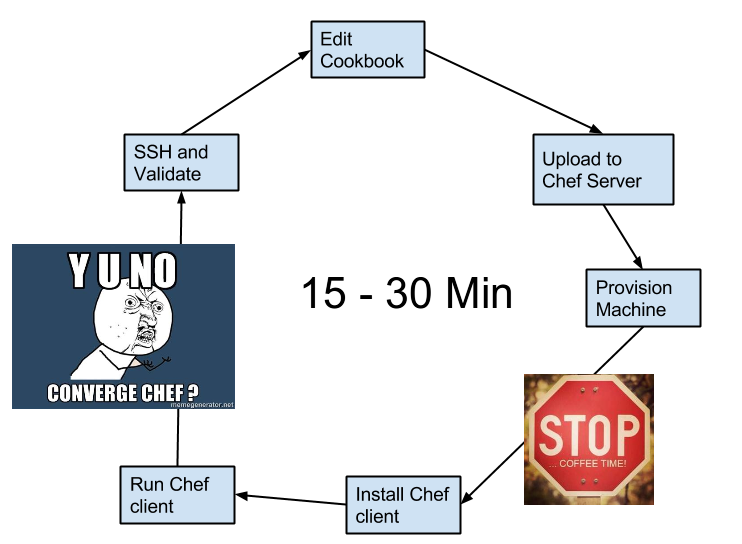 Edit
Cookbook
Upload to
Chef Server
Provision
Machine
STOP
... COFFEE TIME!
Install Chef
client
Run Chef
client
Y U NO
CONVERGE CHEF ?
memegenerator.net
SSH and
Validate
15 - 30 Min